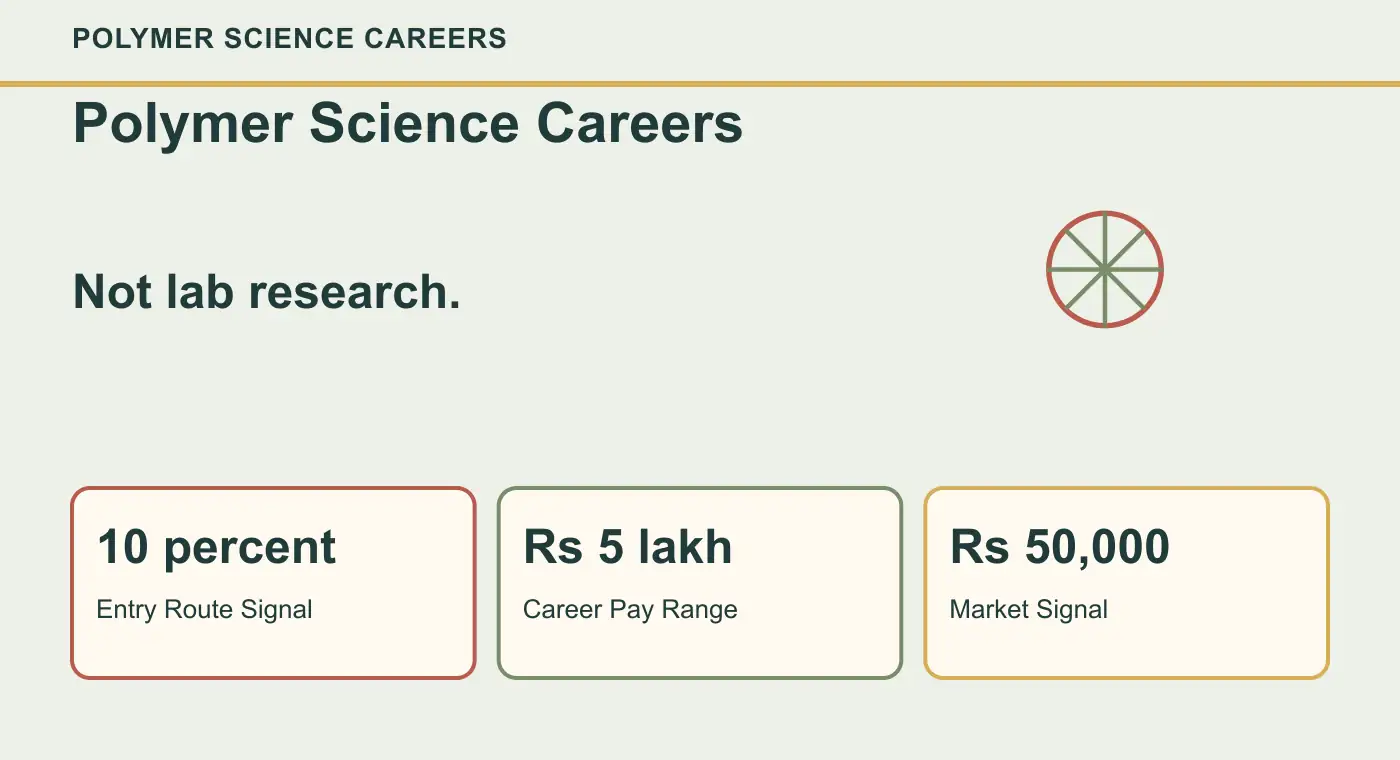 POLYMER SCIENCE CAREERS
Polymer Science Careers
Not lab research.
10 percent
Entry Route Signal
Rs 5 lakh
Career Pay Range
Rs 50,000
Market Signal